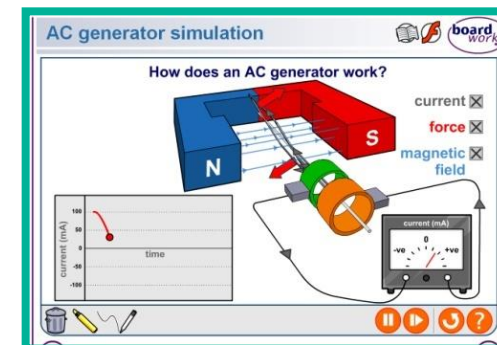 AC generator simulation
board
work
How does an AC generator work?
current
force
magnetic
field
N
S
current (mA)
100
50
0
-50
-100
time
current (mA)
-ve
0
+ve
?